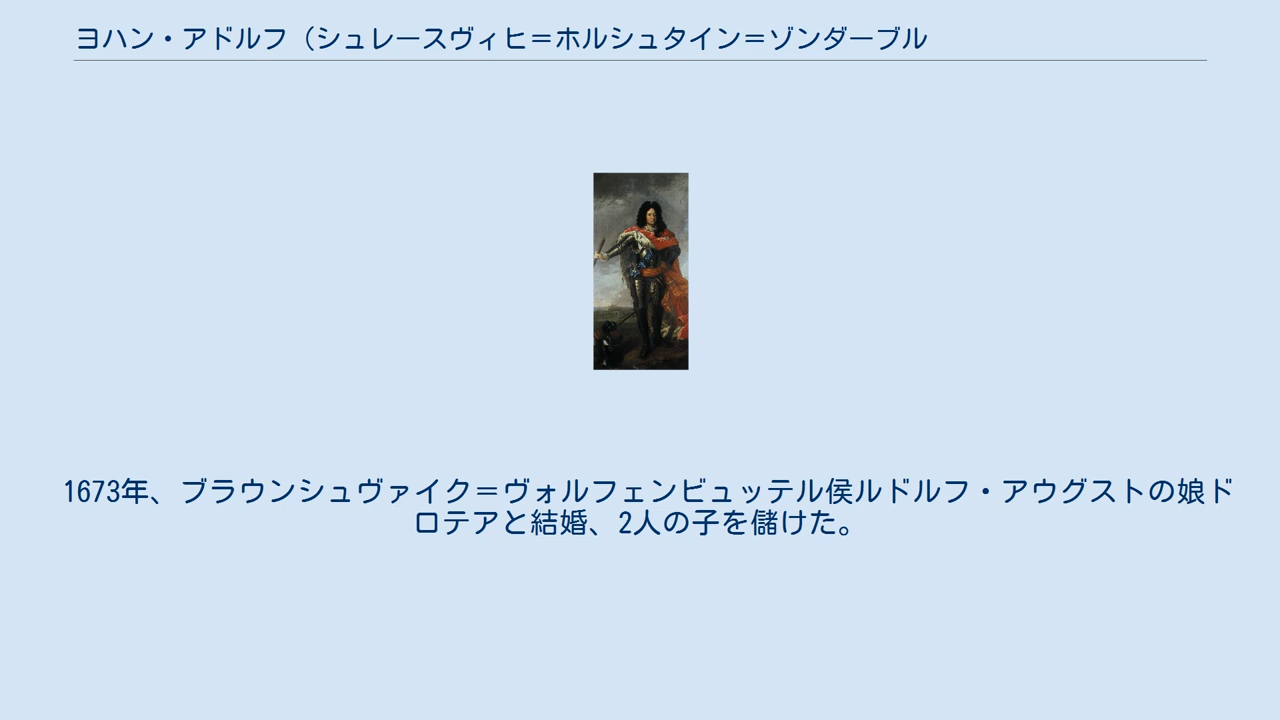 ヨハン・アドルフ（シュレースヴィヒ＝ホルシュタイン＝ゾンダーブル
1673年、ブラウンシュヴァイク＝ヴォルフェンビュッテル侯ルドルフ・アウグストの娘ド
ロテアと結婚、2人の子を儲けた。